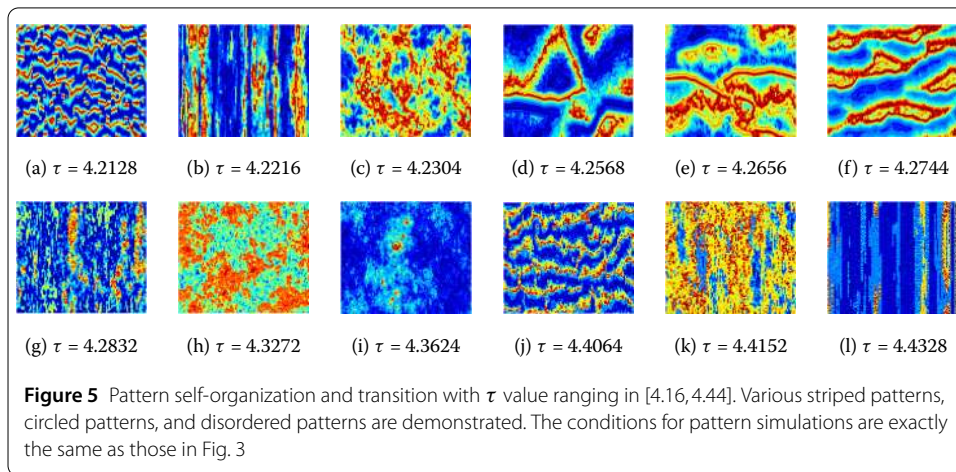 (a) τ = 4.2128 (b) τ = 4.2216 (c) τ = 4.2304 (d) τ = 4.2568 (e) τ = 4.2656 (f) τ = 4.2744
(g) τ = 4.2832 (h) τ = 4.3272 (i) τ = 4.3624 (j) τ = 4.4064 (k) τ = 4.4152 (l) τ = 4.4328
Figure 5 Pattern self-organization and transition with τ value ranging in [4.16, 4.44]. Various striped patterns,
circled patterns, and disordered patterns are demonstrated. The conditions for pattern simulations are exactly
the same as those in Fig. 3